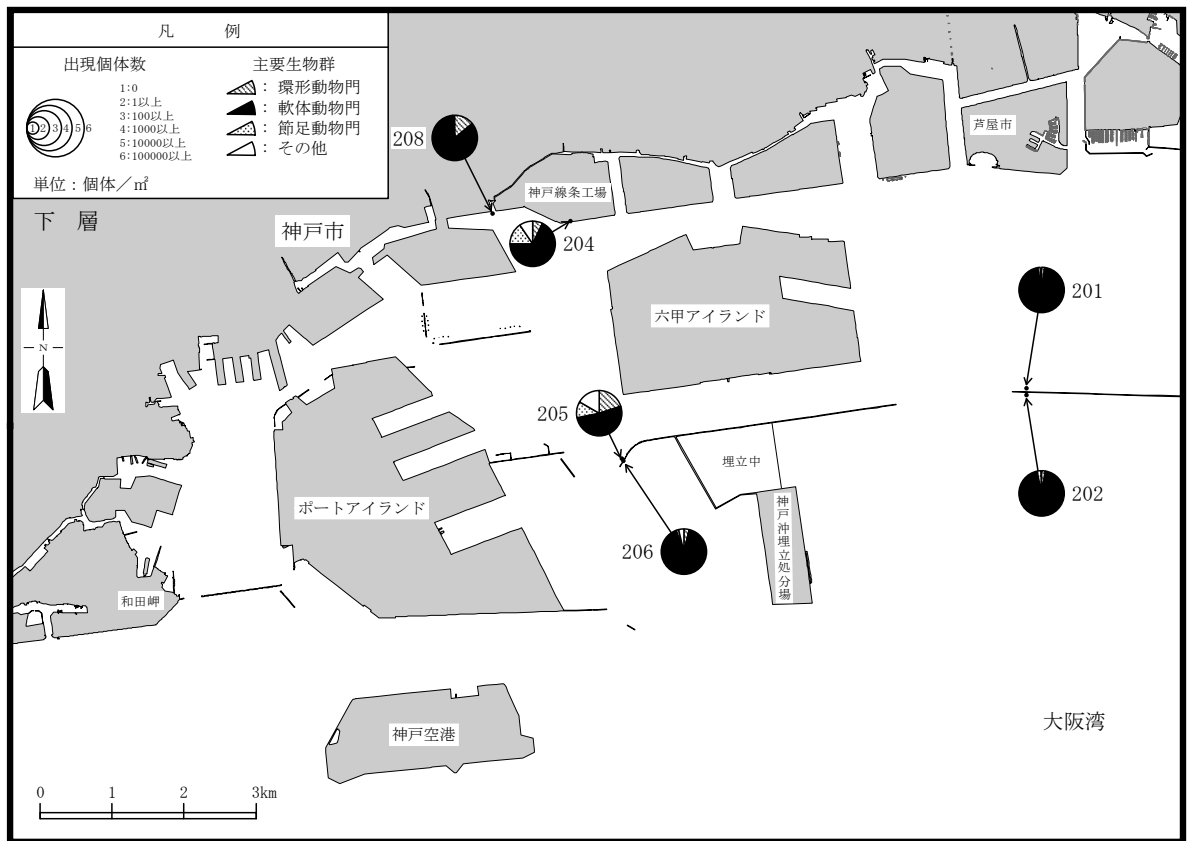 凡　例
出現個体数
1 2 3 4 5 6
1:0
2:1以上
3:100以上
4:1000以上
5:10000以上
6:100000以上
単位：個体／㎡
主要生物群
：環形動物門
：軟体動物門
：節足動物門
：その他
下　層
208
神戸線条工場
芦屋市
神戸市
204
201
N
六甲アイランド
205
埋立中
202
ポートアイランド
神戸沖埋立処分場
206
和田岬
大阪湾
神戸空港
0 1 2 3km